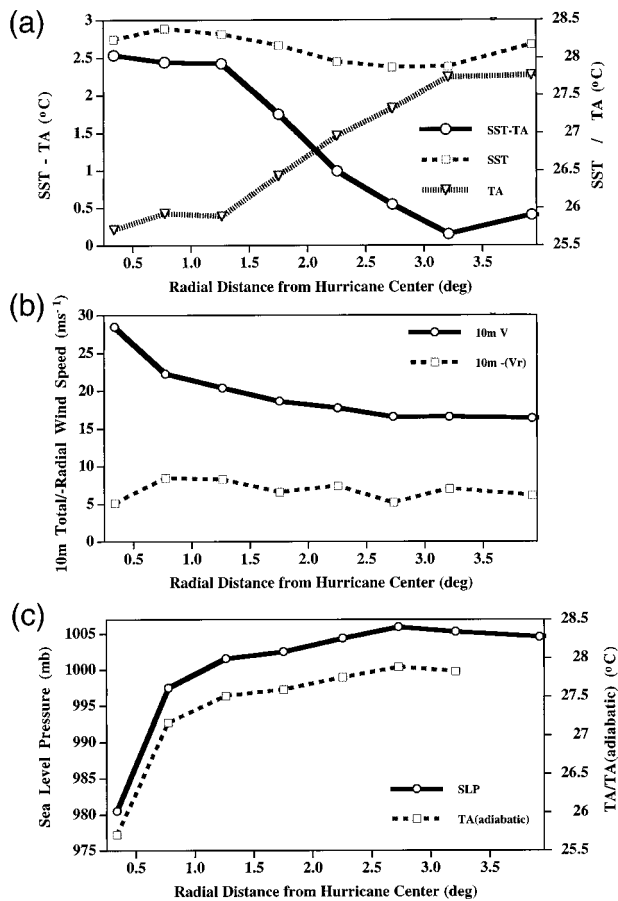 (a)
3
2.5
2
1.5
1
0.5
0
SST - TA (°C)
28.5
28
27.5
27
26.5
26
25.5
SST / TA (°C)
SST-TA
SST
TA
0.5 1.0 1.5 2.0 2.5 3.0 3.5
Radial Distance from Hurricane Center (deg)
(b)
30
25
20
15
10
5
0
10m Total/-Radial Wind Speed (ms⁻¹)
10m V
10m -(Vr)
0.5 1.0 1.5 2.0 2.5 3.0 3.5
Radial Distance from Hurricane Center (deg)
(c)
1005
1000
995
990
985
980
975
Sea Level Pressure (mb)
28.5
28
27.5
27
26.5
26
25.5
TA/TA(adiabatic) (°C)
SLP
TA(adiabatic)
0.5 1.0 1.5 2.0 2.5 3.0 3.5
Radial Distance from Hurricane Center (deg)